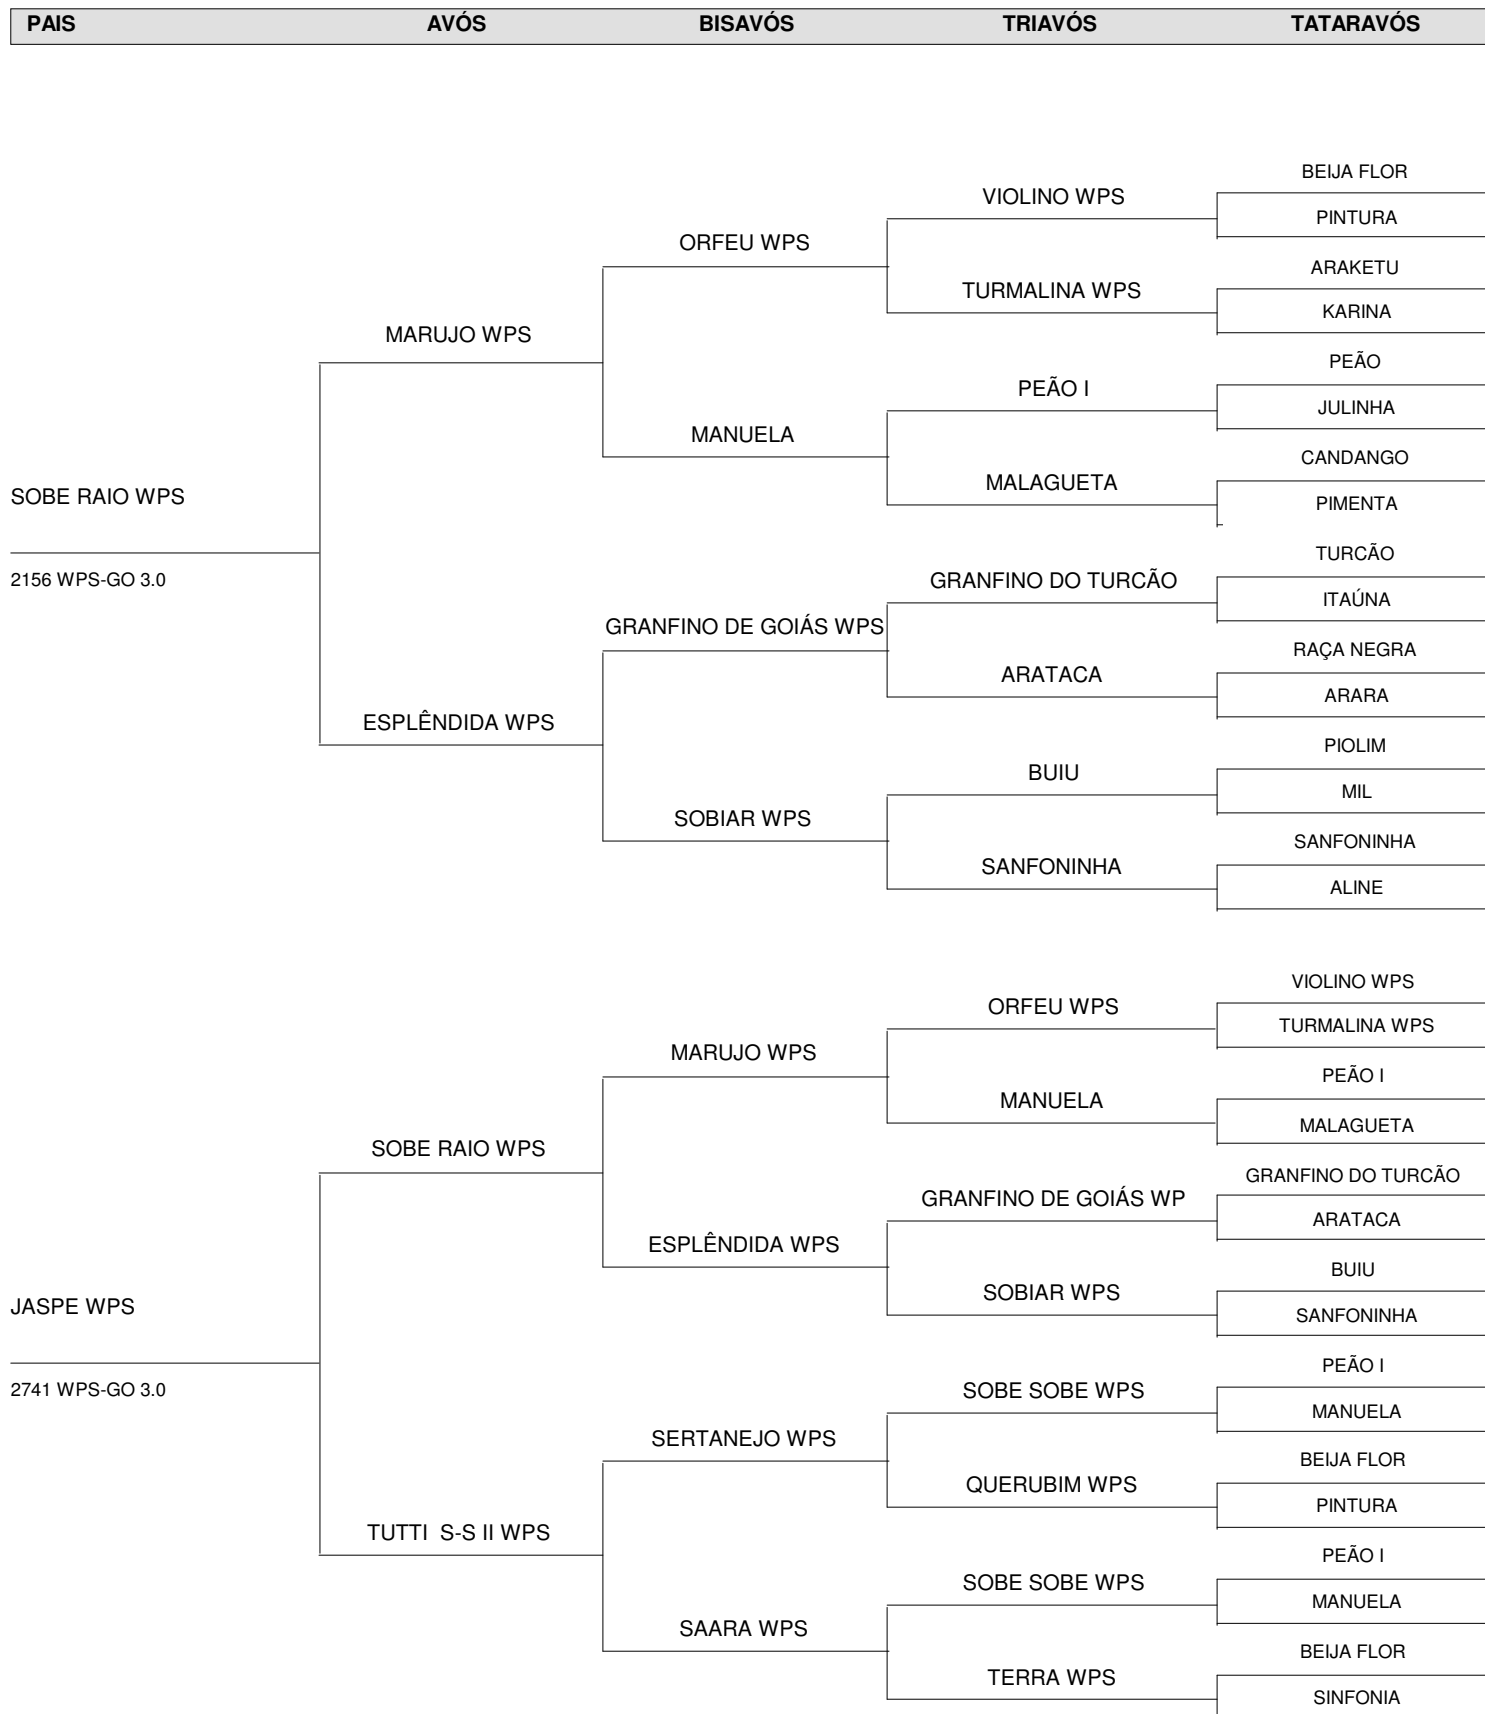 PAIS AVÓS BISAVÓS TRIAVÓS TATARAVÓS
BEIJA FLOR
VIOLINO WPS
PINTURA
ORFEU WPS
ARAKETU
TURMALINA WPS
KARINA
MARUJO WPS
PEÃO
PEÃO I
JULINHA
MANUELA
CANDANGO
MALAGUETA
PIMENTA
SOBE RAIO WPS
2156 WPS-GO 3.0
TURCÃO
GRANFINO DO TURCÃO
ITAÚNA
GRANFINO DE GOIÁS WPS
RAÇA NEGRA
ARATACA
ARARA
ESPLÊNDIDA WPS
PIOLIM
BUIU
MIL
SOBIAR WPS
SANFONINHA
SANFONINHA
ALINE
VIOLINO WPS
ORFEU WPS
TURMALINA WPS
MARUJO WPS
PEÃO I
MANUELA
MALAGUETA
SOBE RAIO WPS
GRANFINO DO TURCÃO
GRANFINO DE GOIÁS WP
ARATACA
ESPLÊNDIDA WPS
BUIU
SOBIAR WPS
SANFONINHA
JASPE WPS
2741 WPS-GO 3.0
PEÃO I
SOBE SOBE WPS
MANUELA
SERTANEJO WPS
BEIJA FLOR
QUERUBIM WPS
PINTURA
TUTTI S-S II WPS
PEÃO I
SOBE SOBE WPS
MANUELA
SAARA WPS
BEIJA FLOR
TERRA WPS
SINFONIA